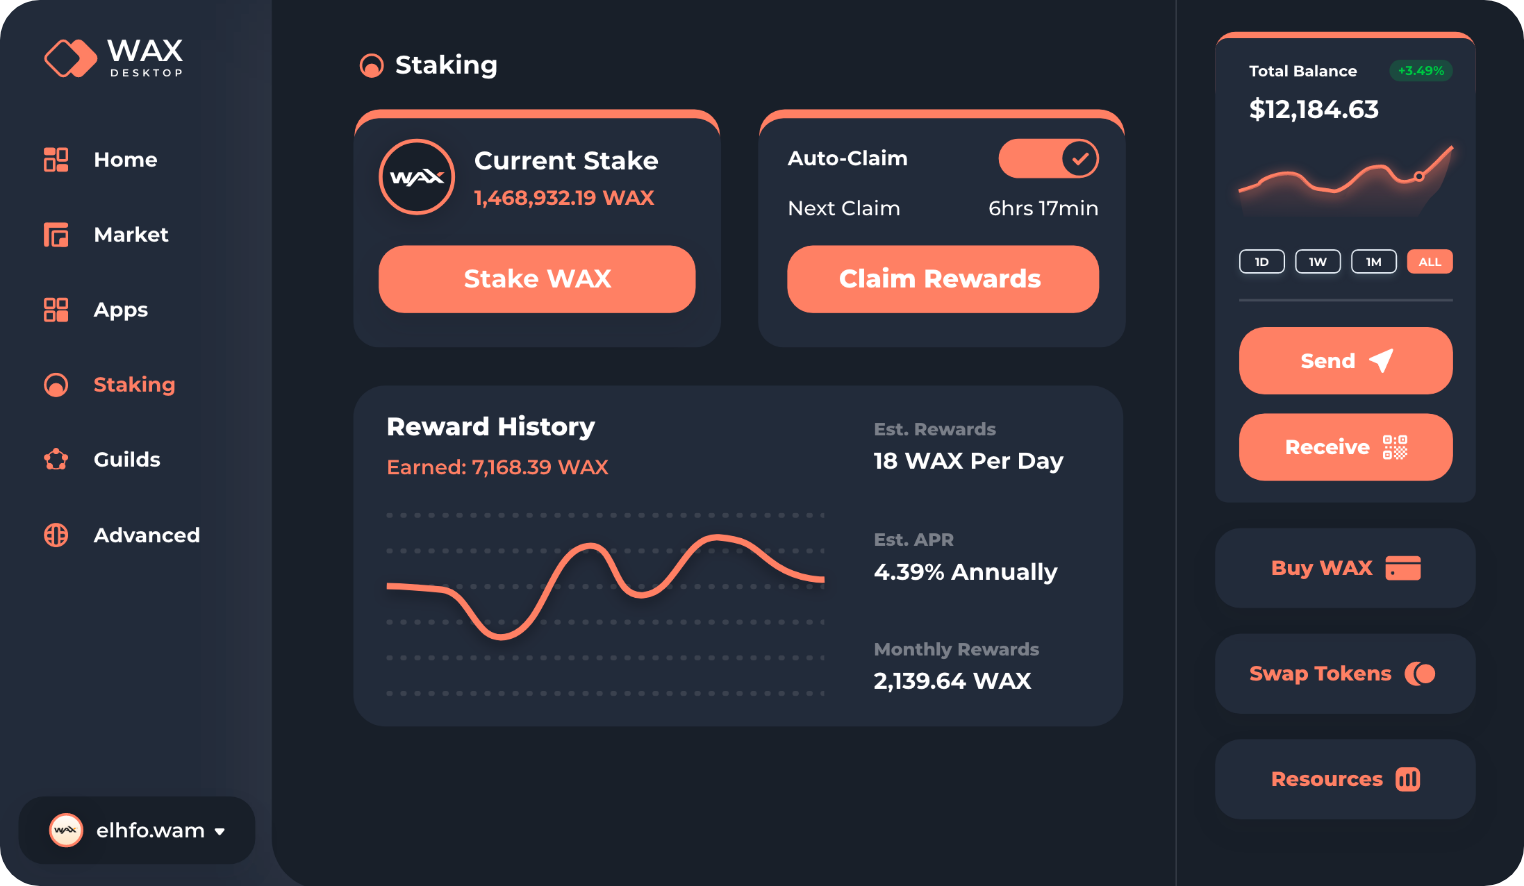 WAX
DESKTOP
Home
Market
Apps
Staking
Guilds
Advanced
WAX
elhfo.wam
Staking
WAX
Current Stake
1,468,932.19 WAX
Stake WAX
Auto-Claim
Next Claim 6hrs 17min
Claim Rewards
Reward History
Earned: 7,168.39 WAX
Est. Rewards
18 WAX Per Day
Est. APR
4.39% Annually
Monthly Rewards
2,139.64 WAX
Total Balance +3.49%
$12,184.63
1D 1W 1M ALL
Send
Receive
Buy WAX
Swap Tokens
Resources